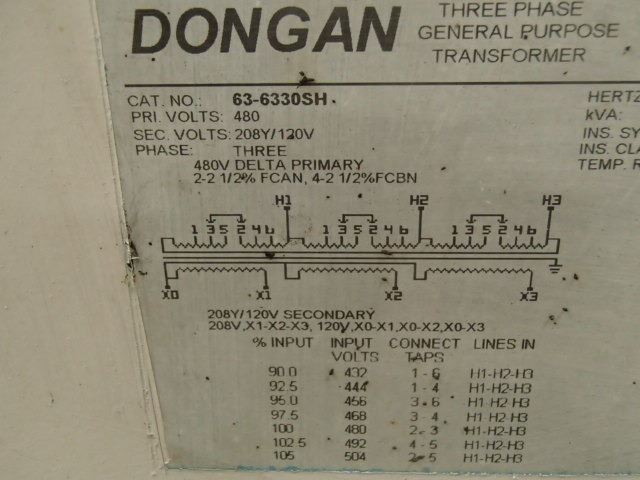 DONGAN
THREE PHASE
GENERAL PURPOSE
TRANSFORMER
CAT. NO.: 63-6330SH
HERTZ
PRI. VOLTS: 480
kVA:
SEC. VOLTS: 208Y/120V
INS. SY
PHASE: THREE
INS. CLA
480V DELTA PRIMARY
TEMP. R
2-2 1/2% FCAN, 4-2 1/2%FCBN
H1 H2 H3
1 3 5 2 4 6 1 3 5 2 4 6 1 3 5 2 4 6
X0 X1 X2 X3
208Y/120V SECONDARY
208V,X1-X2-X3, 120V,X0-X1,X0-X2,X0-X3
% INPUT INPUT CONNECT LINES IN
VOLTS TAPS
90.0 432 1 - 6 H1-H2-H3
92.5 444 1 - 4 H1-H2-H3
95.0 456 3 - 6 H1-H2-H3
97.5 468 3 - 4 H1-H2-H3
100 480 2 - 3 H1-H2-H3
102.5 492 4 - 5 H1-H2-H3
105 504 2 - 5 H1-H2-H3